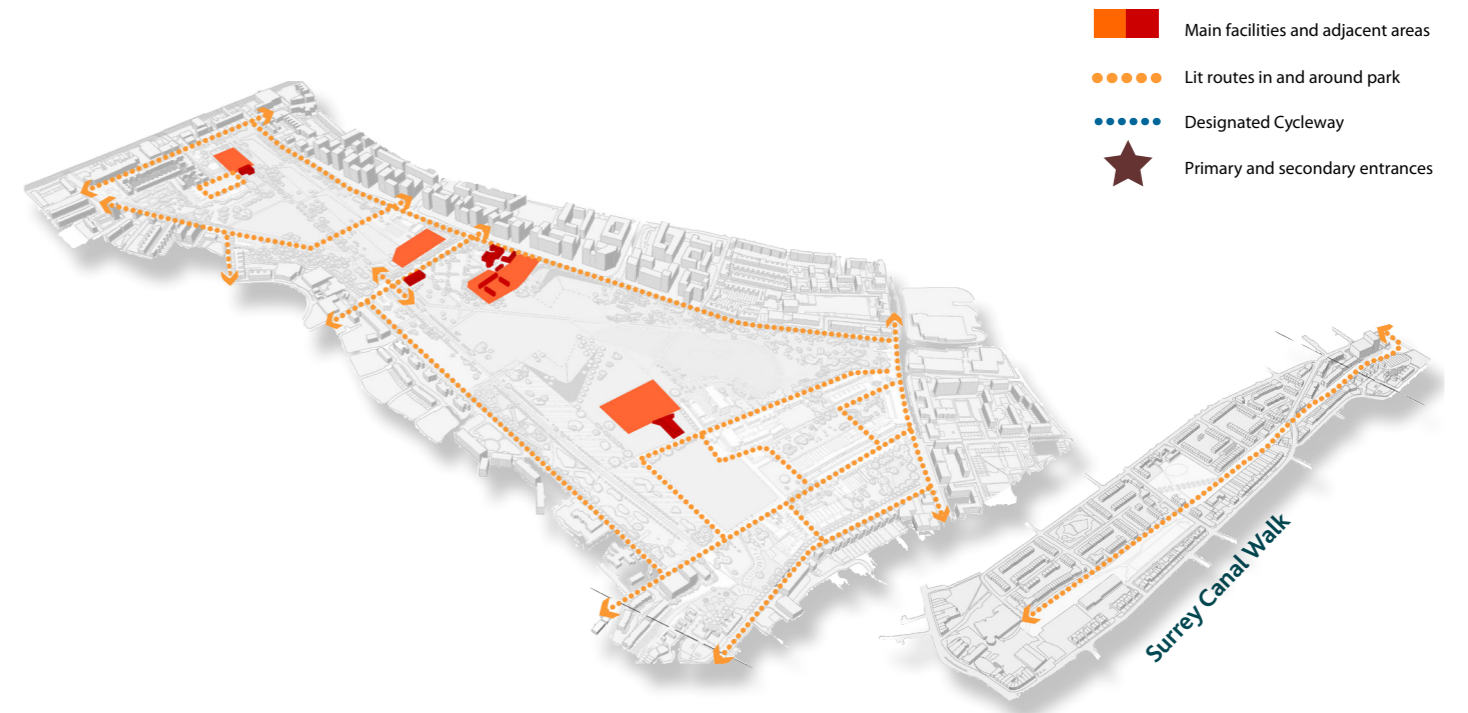 Main facilities and adjacent areas
Lit routes in and around park
Designated Cycleway
Primary and secondary entrances
Surrey Canal Walk